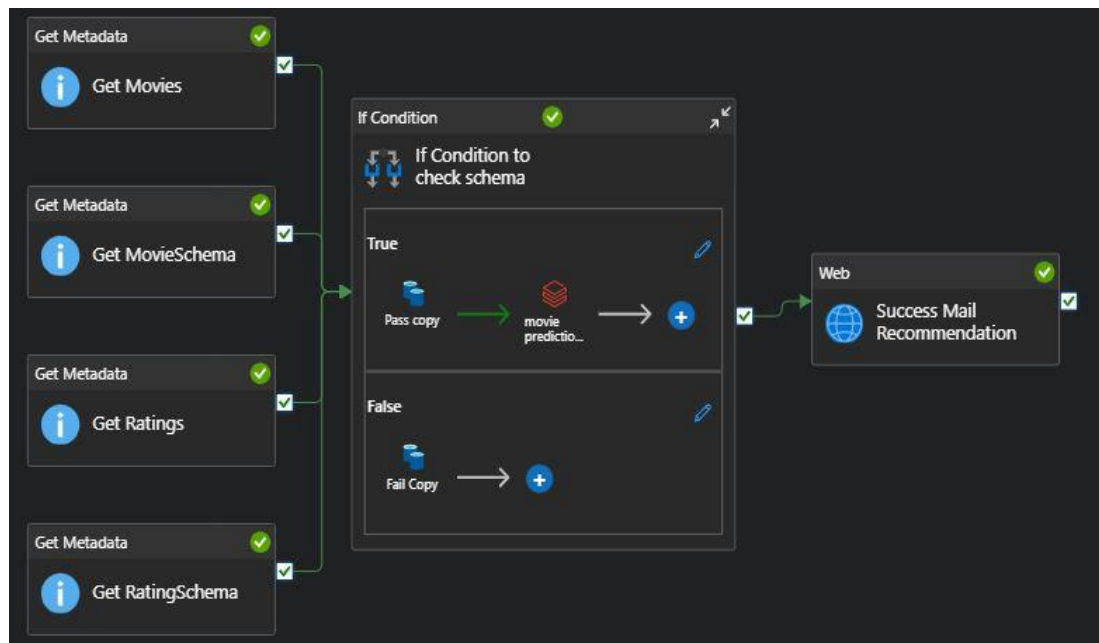 Get Metadata
Get Movies
Get Metadata
Get MovieSchema
Get Metadata
Get Ratings
Get Metadata
Get RatingSchema
If Condition
If Condition to
check schema
True
Pass copy
movie
predictio...
False
Fail Copy
Web
Success Mail
Recommendation